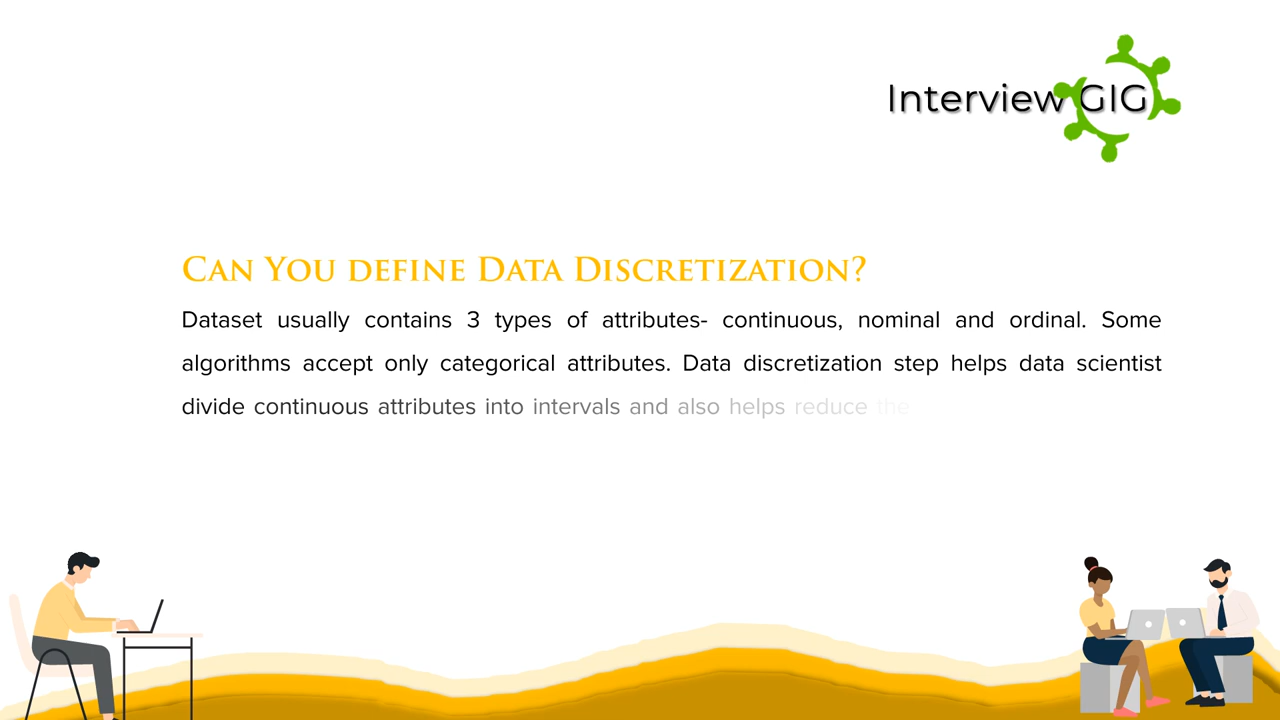 Interview GIG
Can You define Data Discretization?
Dataset usually contains 3 types of attributes- continuous, nominal and ordinal. Some
algorithms accept only categorical attributes. Data discretization step helps data scientist
divide continuous attributes into intervals and also helps reduce the